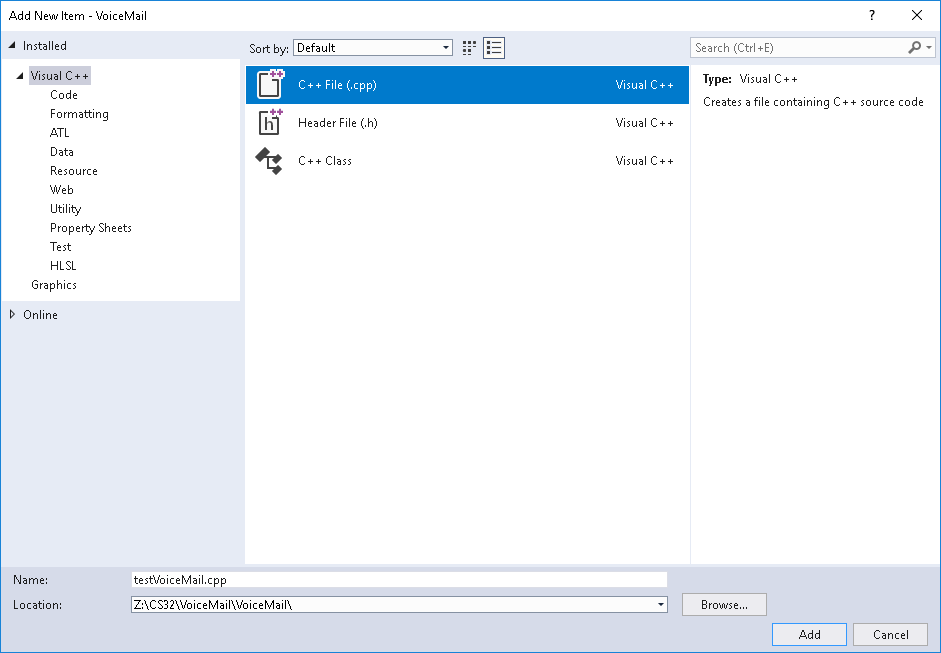 Add New Item - VoiceMail ?
Installed
Visual C++
Code
Formatting
ATL
Data
Resource
Web
Utility
Property Sheets
Test
HLSL
Graphics
Online
Sort by: Default
C++ File (.cpp) Visual C++
Header File (.h) Visual C++
C++ Class Visual C++
Search (Ctrl+E)
Type: Visual C++
Creates a file containing C++ source code
Name: testVoiceMail.cpp
Location: Z:\CS32\VoiceMail\VoiceMail\ Browse...
Add Cancel